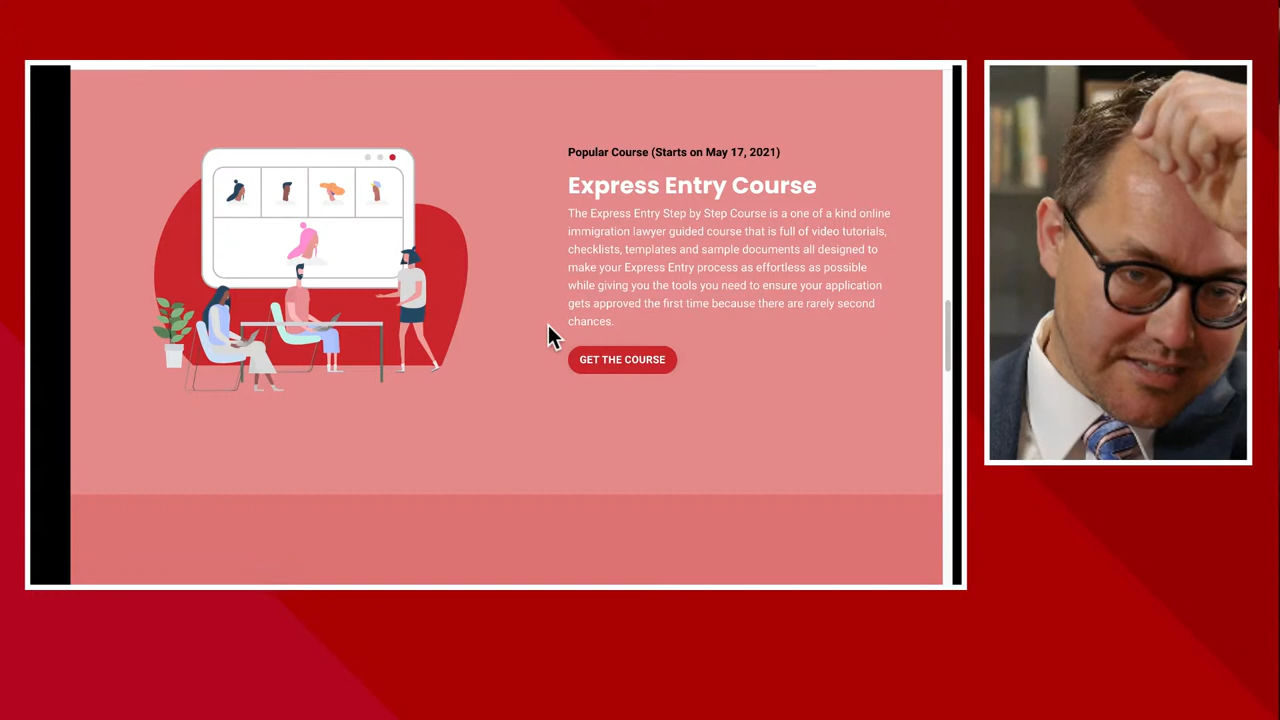 Popular Course (Starts on May 17, 2021)
Express Entry Course
The Express Entry Step by Step Course is a one of a kind online
immigration lawyer guided course that is full of video tutorials,
checklists, templates and sample documents all designed to
make your Express Entry process as effortless as possible
while giving you the tools you need to ensure your application
gets approved the first time because there are rarely second
chances.
GET THE COURSE